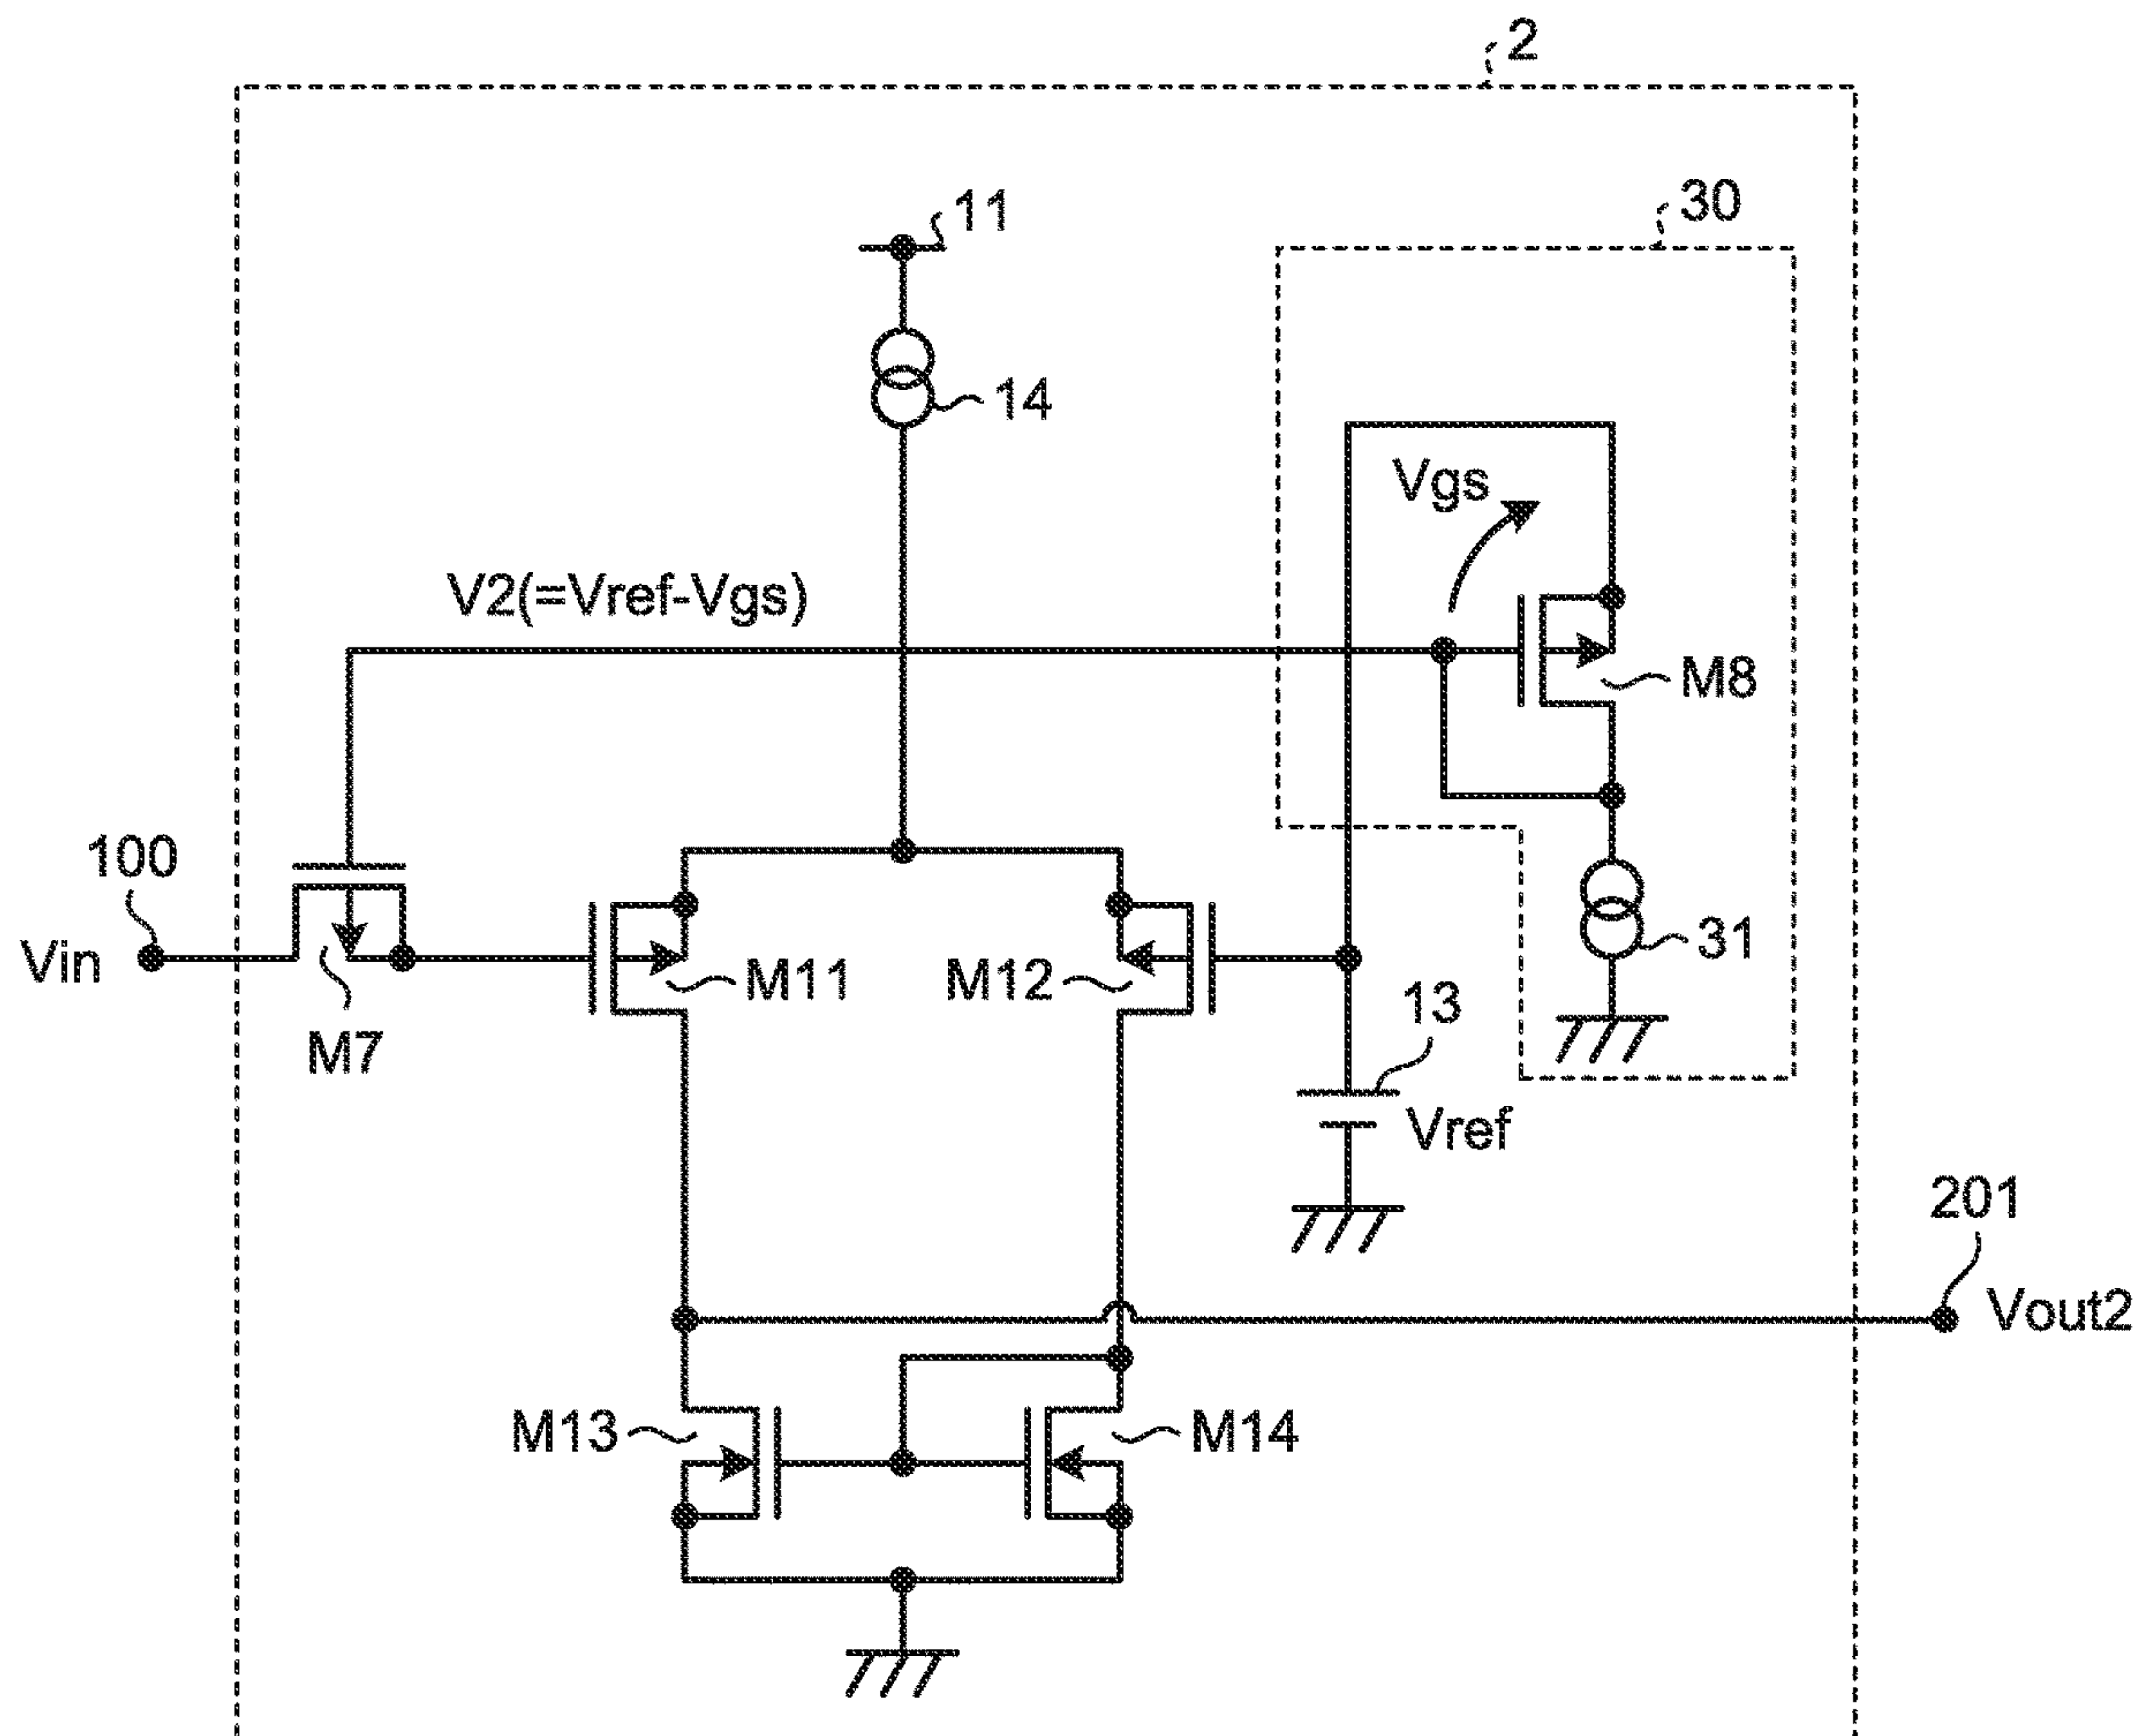 2
30
11
14
Vgs
V2(=Vref-Vgs)
M8
100
Vin
M7
M11
M12
31
13
Vref
201
Vout2
M13
M14